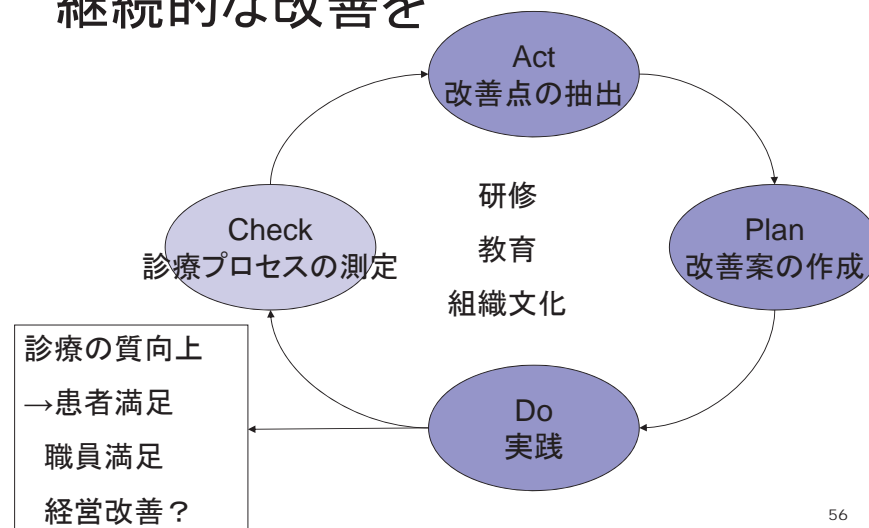 継続的な改善を
Act
改善点の抽出
研修
教育
組織文化
Check
診療プロセスの測定
Plan
改善案の作成
Do
実践
診療の質向上
→患者満足
職員満足
経営改善?
56